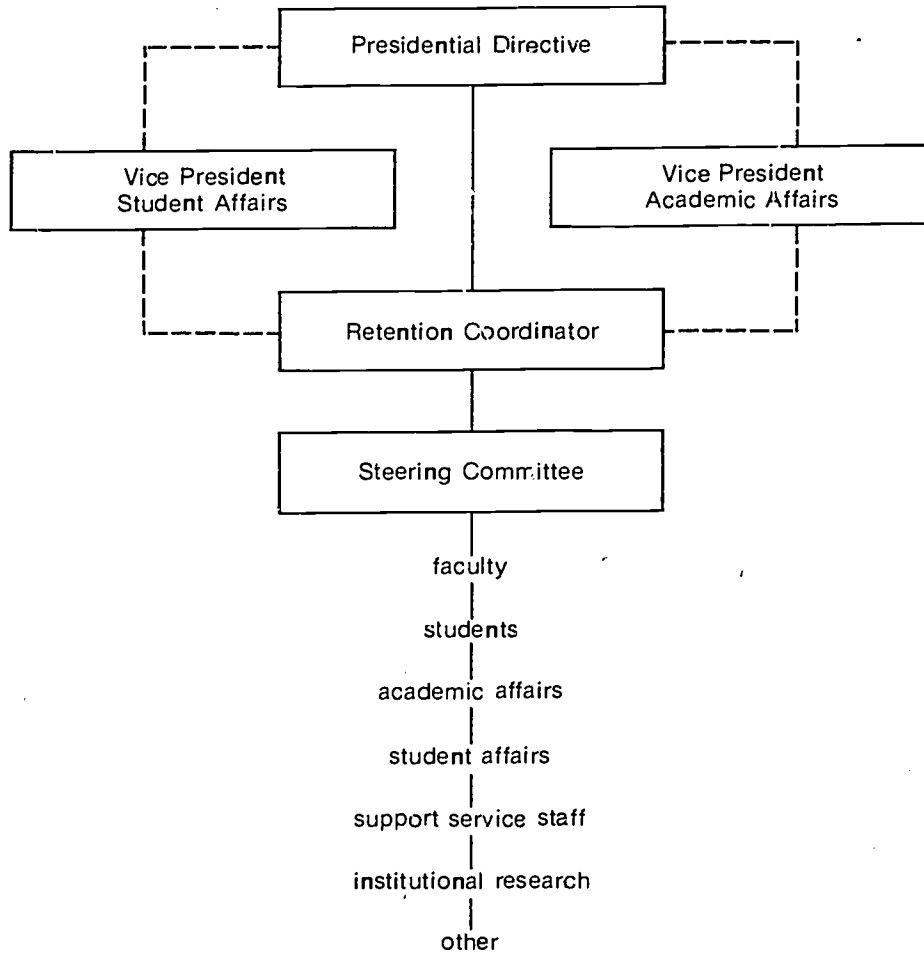 Presidential Directive
Vice President
Student Affairs
Vice President
Academic Affairs
Retention Coordinator
Steering Committee
faculty
students
academic affairs
student affairs
support service staff
institutional research
other